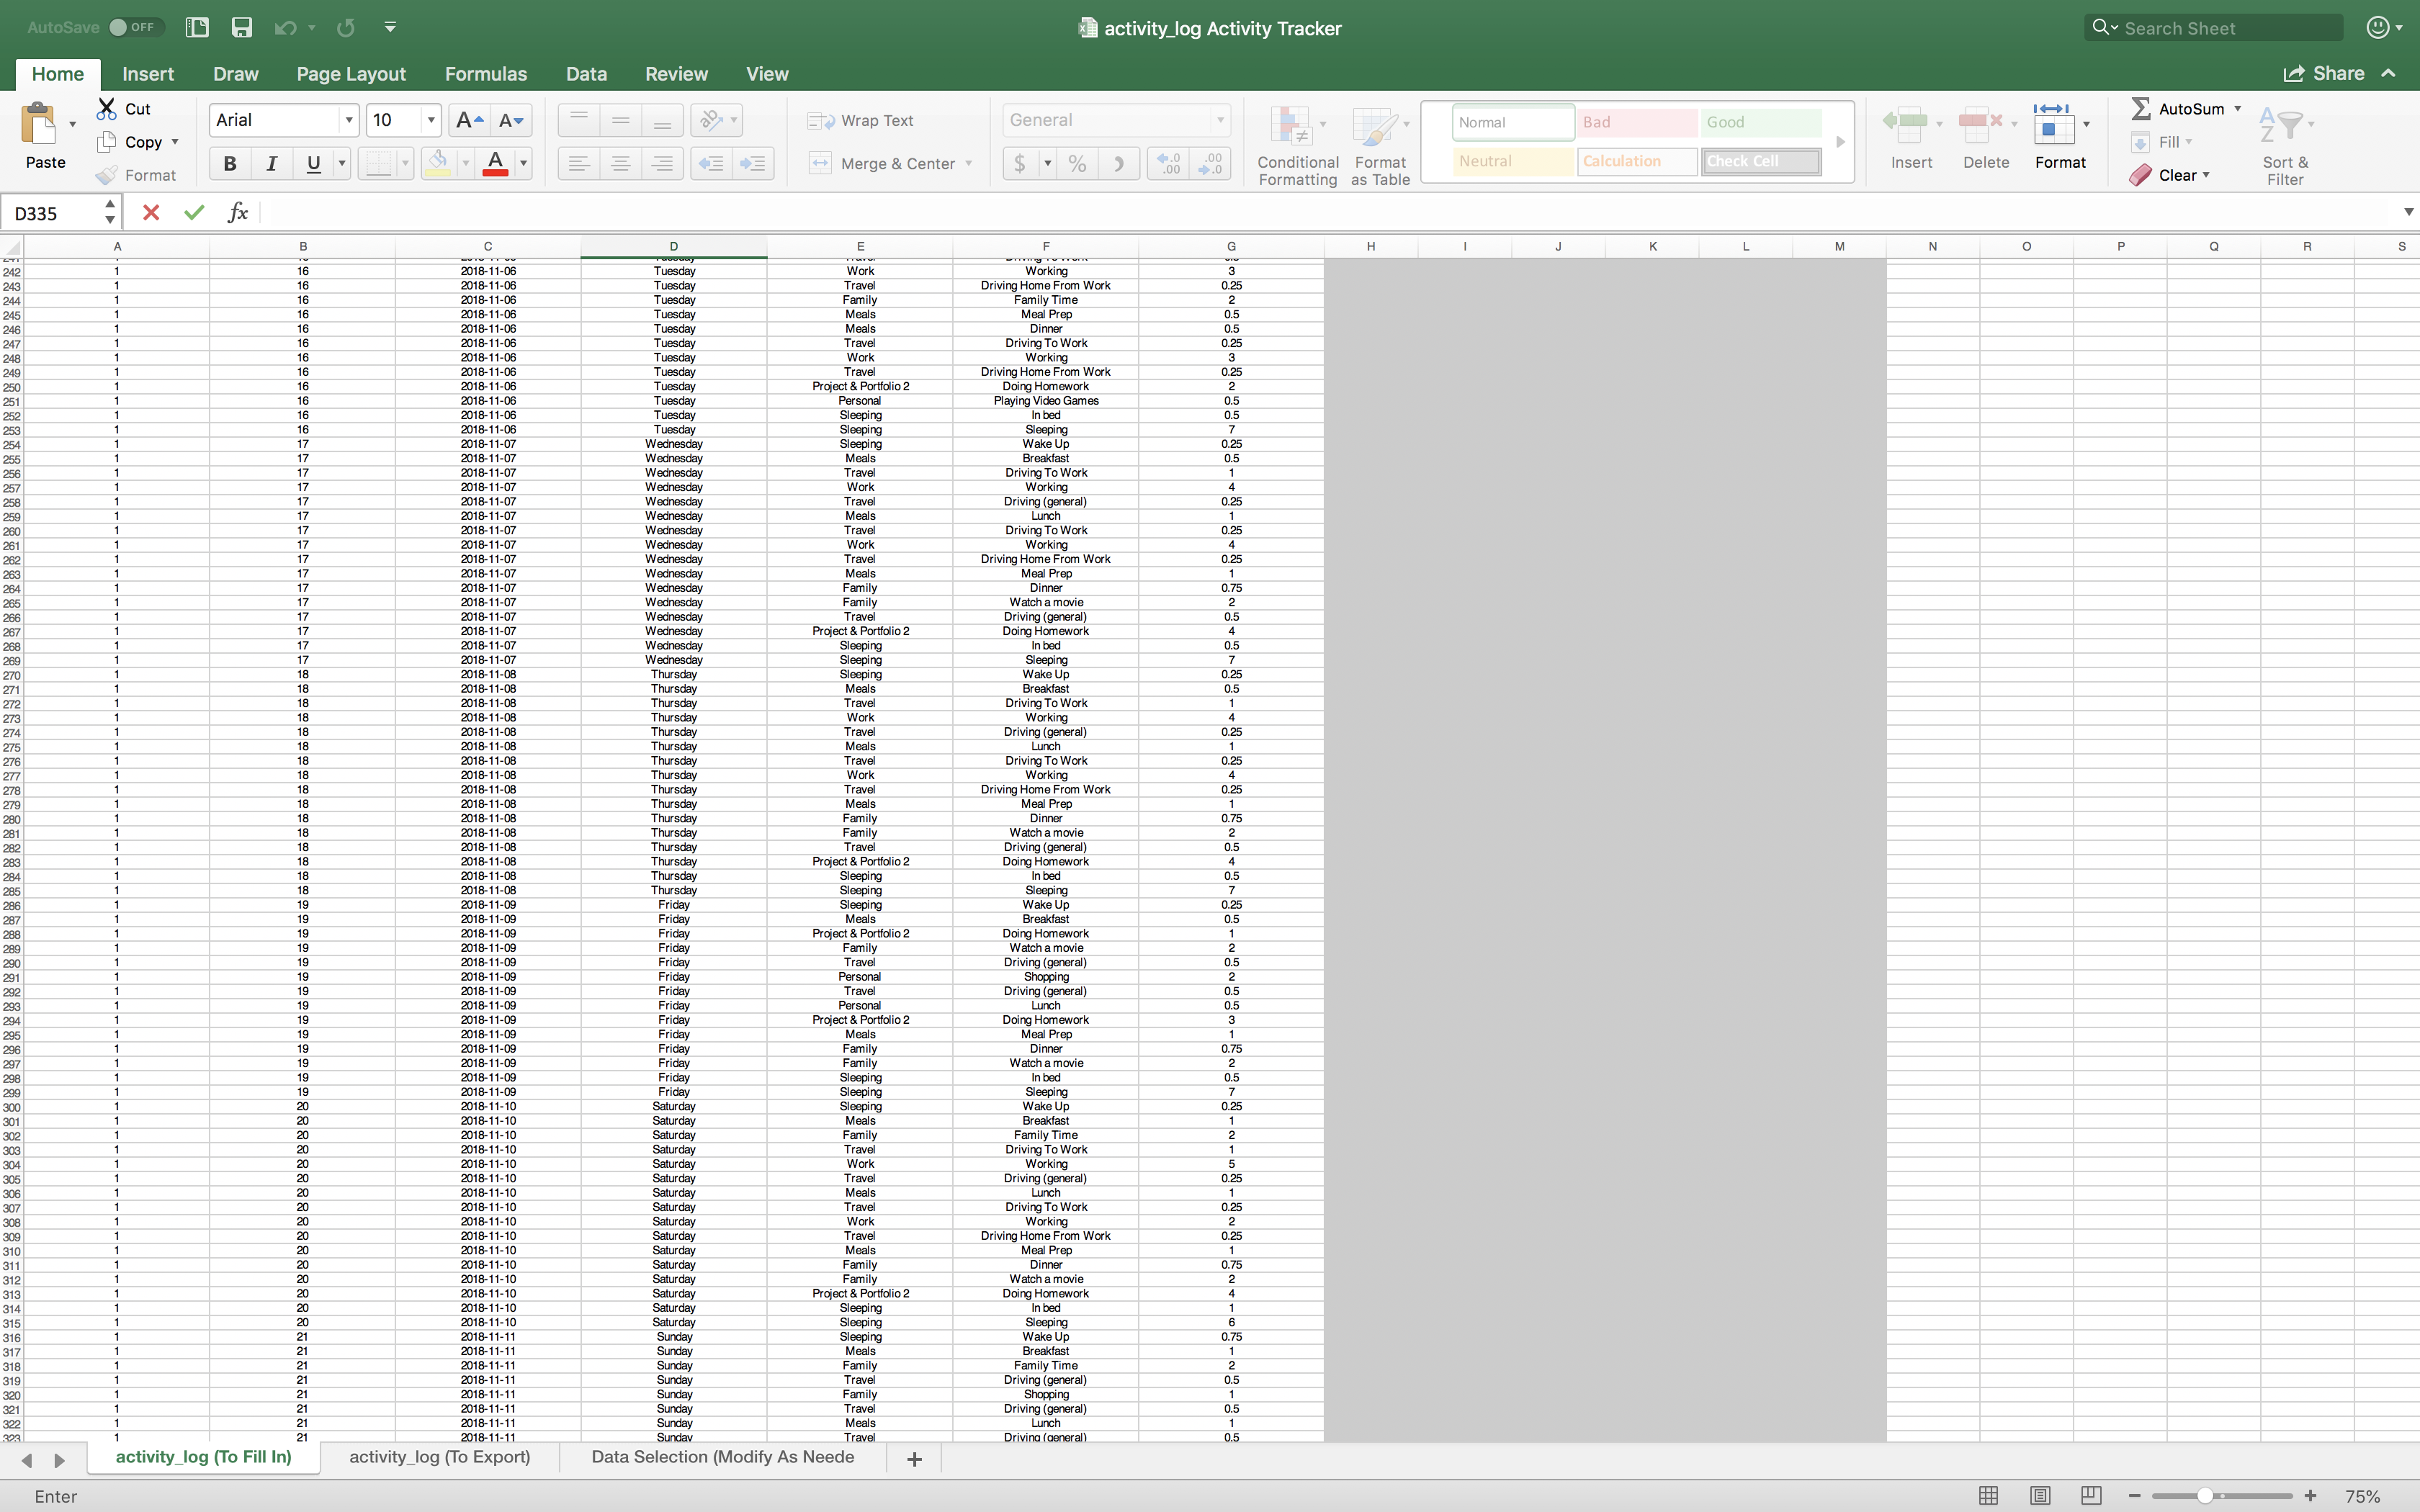 AutoSave OFF activity_log Activity Tracker Search Sheet
Home Insert Draw Page Layout Formulas Data Review View Share
Paste Cut Copy Format Arial 10 A A B I U A Wrap Text Merge & Center General $ % Conditional Formatting Format as Table Normal Bad Good Neutral Calculation Check Cell Insert Delete Format AutoSum Fill Clear Sort & Filter
D335 fx
A B C D E F G H I J K L M N O P Q R S
242 1 16 2018-11-06 Tuesday Work Working 3
243 1 16 2018-11-06 Tuesday Travel Driving Home From Work 0.25
244 1 16 2018-11-06 Tuesday Family Family Time 2
245 1 16 2018-11-06 Tuesday Meals Meal Prep 0.5
246 1 16 2018-11-06 Tuesday Meals Dinner 0.5
247 1 16 2018-11-06 Tuesday Travel Driving To Work 0.25
248 1 16 2018-11-06 Tuesday Work Working 3
249 1 16 2018-11-06 Tuesday Travel Driving Home From Work 0.25
250 1 16 2018-11-06 Tuesday Project & Portfolio 2 Doing Homework 2
251 1 16 2018-11-06 Tuesday Personal Playing Video Games 0.5
252 1 16 2018-11-06 Tuesday Sleeping In bed 0.5
253 1 16 2018-11-06 Tuesday Sleeping Sleeping 7
254 1 17 2018-11-07 Wednesday Sleeping Wake Up 0.25
255 1 17 2018-11-07 Wednesday Meals Breakfast 0.5
256 1 17 2018-11-07 Wednesday Travel Driving To Work 1
257 1 17 2018-11-07 Wednesday Work Working 4
258 1 17 2018-11-07 Wednesday Travel Driving (general) 0.25
259 1 17 2018-11-07 Wednesday Meals Lunch 1
260 1 17 2018-11-07 Wednesday Travel Driving To Work 0.25
261 1 17 2018-11-07 Wednesday Work Working 4
262 1 17 2018-11-07 Wednesday Travel Driving Home From Work 0.25
263 1 17 2018-11-07 Wednesday Meals Meal Prep 1
264 1 17 2018-11-07 Wednesday Family Dinner 0.75
265 1 17 2018-11-07 Wednesday Family Watch a movie 2
266 1 17 2018-11-07 Wednesday Travel Driving (general) 0.5
267 1 17 2018-11-07 Wednesday Project & Portfolio 2 Doing Homework 4
268 1 17 2018-11-07 Wednesday Sleeping In bed 0.5
269 1 17 2018-11-07 Wednesday Sleeping Sleeping 7
270 1 18 2018-11-08 Thursday Sleeping Wake Up 0.25
271 1 18 2018-11-08 Thursday Meals Breakfast 0.5
272 1 18 2018-11-08 Thursday Travel Driving To Work 1
273 1 18 2018-11-08 Thursday Work Working 4
274 1 18 2018-11-08 Thursday Travel Driving (general) 0.25
275 1 18 2018-11-08 Thursday Meals Lunch 1
276 1 18 2018-11-08 Thursday Travel Driving To Work 0.25
277 1 18 2018-11-08 Thursday Work Working 4
278 1 18 2018-11-08 Thursday Travel Driving Home From Work 0.25
279 1 18 2018-11-08 Thursday Meals Meal Prep 1
280 1 18 2018-11-08 Thursday Family Dinner 0.75
281 1 18 2018-11-08 Thursday Family Watch a movie 2
282 1 18 2018-11-08 Thursday Travel Driving (general) 0.5
283 1 18 2018-11-08 Thursday Project & Portfolio 2 Doing Homework 4
284 1 18 2018-11-08 Thursday Sleeping In bed 0.5
285 1 18 2018-11-08 Thursday Sleeping Sleeping 7
286 1 19 2018-11-09 Friday Sleeping Wake Up 0.25
287 1 19 2018-11-09 Friday Meals Breakfast 0.5
288 1 19 2018-11-09 Friday Project & Portfolio 2 Doing Homework 1
289 1 19 2018-11-09 Friday Family Watch a movie 2
290 1 19 2018-11-09 Friday Travel Driving (general) 0.5
291 1 19 2018-11-09 Friday Personal Shopping 2
292 1 19 2018-11-09 Friday Travel Driving (general) 0.5
293 1 19 2018-11-09 Friday Personal Lunch 0.5
294 1 19 2018-11-09 Friday Project & Portfolio 2 Doing Homework 3
295 1 19 2018-11-09 Friday Meals Meal Prep 1
296 1 19 2018-11-09 Friday Family Dinner 0.75
297 1 19 2018-11-09 Friday Family Watch a movie 2
298 1 19 2018-11-09 Friday Sleeping In bed 0.5
299 1 19 2018-11-09 Friday Sleeping Sleeping 7
300 1 20 2018-11-10 Saturday Sleeping Wake Up 0.25
301 1 20 2018-11-10 Saturday Meals Breakfast 1
302 1 20 2018-11-10 Saturday Family Family Time 2
303 1 20 2018-11-10 Saturday Travel Driving To Work 1
304 1 20 2018-11-10 Saturday Work Working 5
305 1 20 2018-11-10 Saturday Travel Driving (general) 0.25
306 1 20 2018-11-10 Saturday Meals Lunch 1
307 1 20 2018-11-10 Saturday Travel Driving To Work 0.25
308 1 20 2018-11-10 Saturday Work Working 2
309 1 20 2018-11-10 Saturday Travel Driving Home From Work 0.25
310 1 20 2018-11-10 Saturday Meals Meal Prep 1
311 1 20 2018-11-10 Saturday Family Dinner 0.75
312 1 20 2018-11-10 Saturday Family Watch a movie 2
313 1 20 2018-11-10 Saturday Project & Portfolio 2 Doing Homework 4
314 1 20 2018-11-10 Saturday Sleeping In bed 1
315 1 20 2018-11-10 Saturday Sleeping Sleeping 6
316 1 21 2018-11-11 Sunday Sleeping Wake Up 0.75
317 1 21 2018-11-11 Sunday Meals Breakfast 1
318 1 21 2018-11-11 Sunday Family Family Time 2
319 1 21 2018-11-11 Sunday Travel Driving (general) 0.5
320 1 21 2018-11-11 Sunday Family Shopping 1
321 1 21 2018-11-11 Sunday Travel Driving (general) 0.5
322 1 21 2018-11-11 Sunday Meals Lunch 1
323 1 21 2018-11-11 Sunday Travel Driving (general) 0.5
activity_log (To Fill In) activity_log (To Export) Data Selection (Modify As Neede
Enter 75%